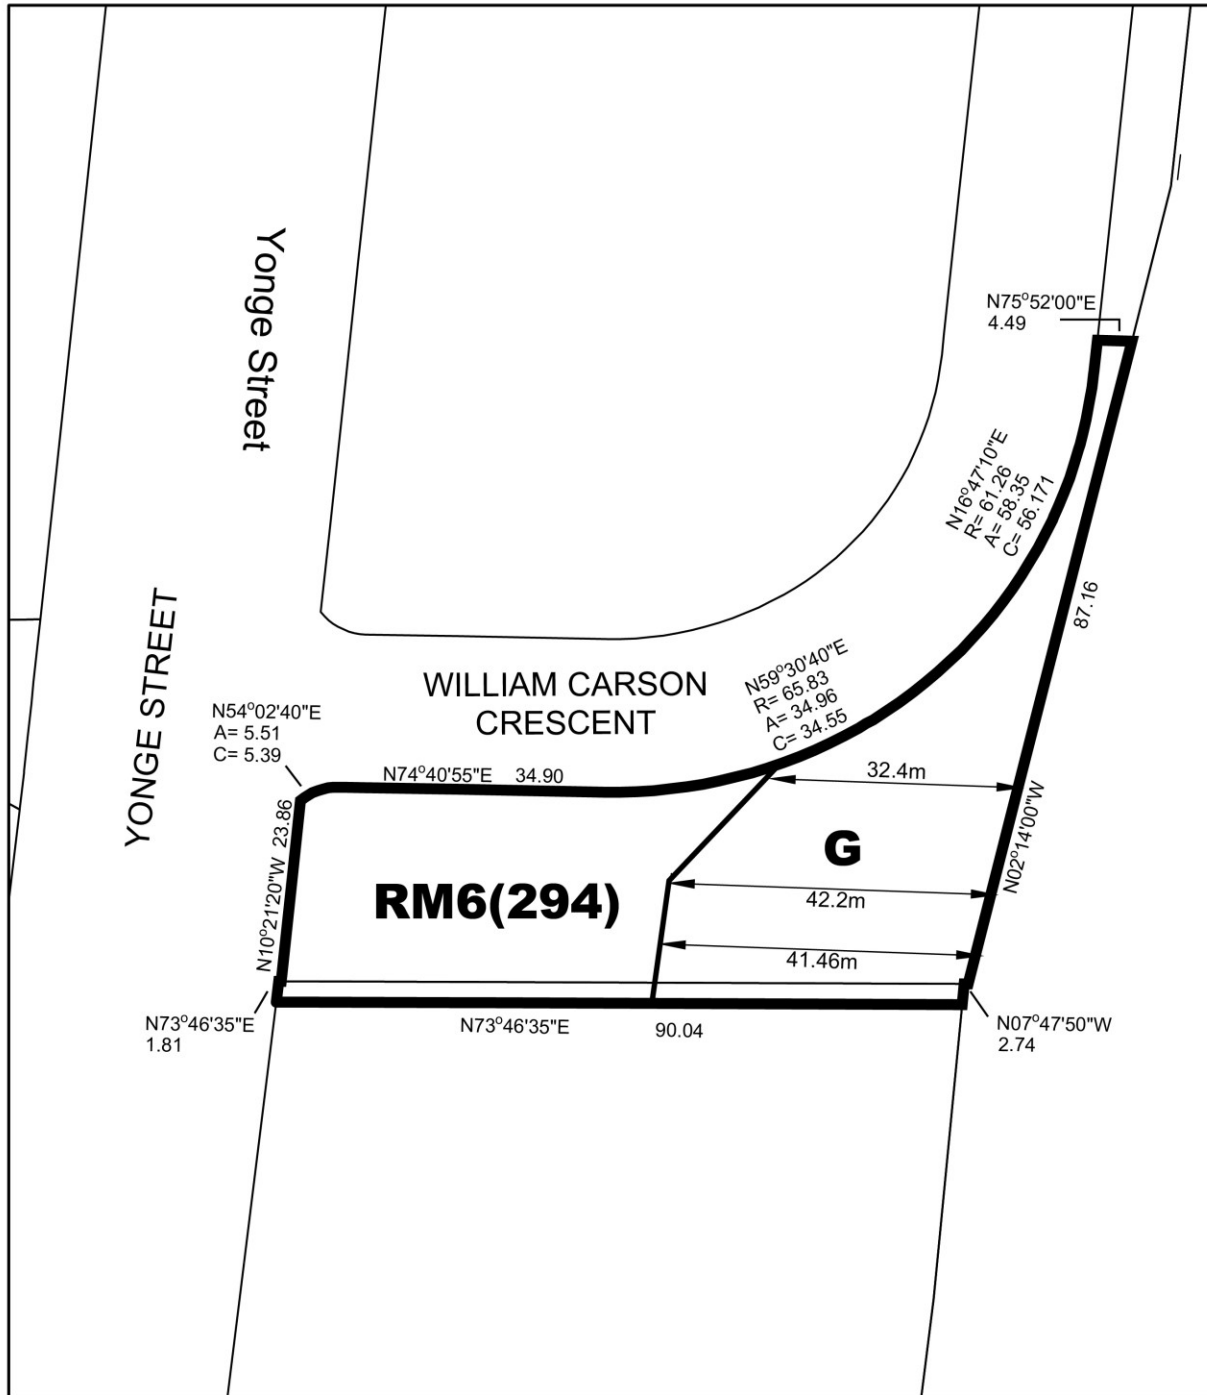 Yonge Street
N75°52'00"E
4.49
N16°47'10"E
R= 61.26
A= 58.35
C= 56.171
87.16
YONGE STREET
WILLIAM CARSON
CRESCENT
N59°30'40"E
R= 65.83
A= 34.96
C= 34.55
N54°02'40"E
A= 5.51
C= 5.39
N74°40'55"E 34.90
32.4m
N10°21'20"W 23.86
RM6(294)
G
N02°14'00"W
42.2m
41.46m
N73°46'35"E
1.81
N73°46'35"E 90.04
N07°47'50"W
2.74